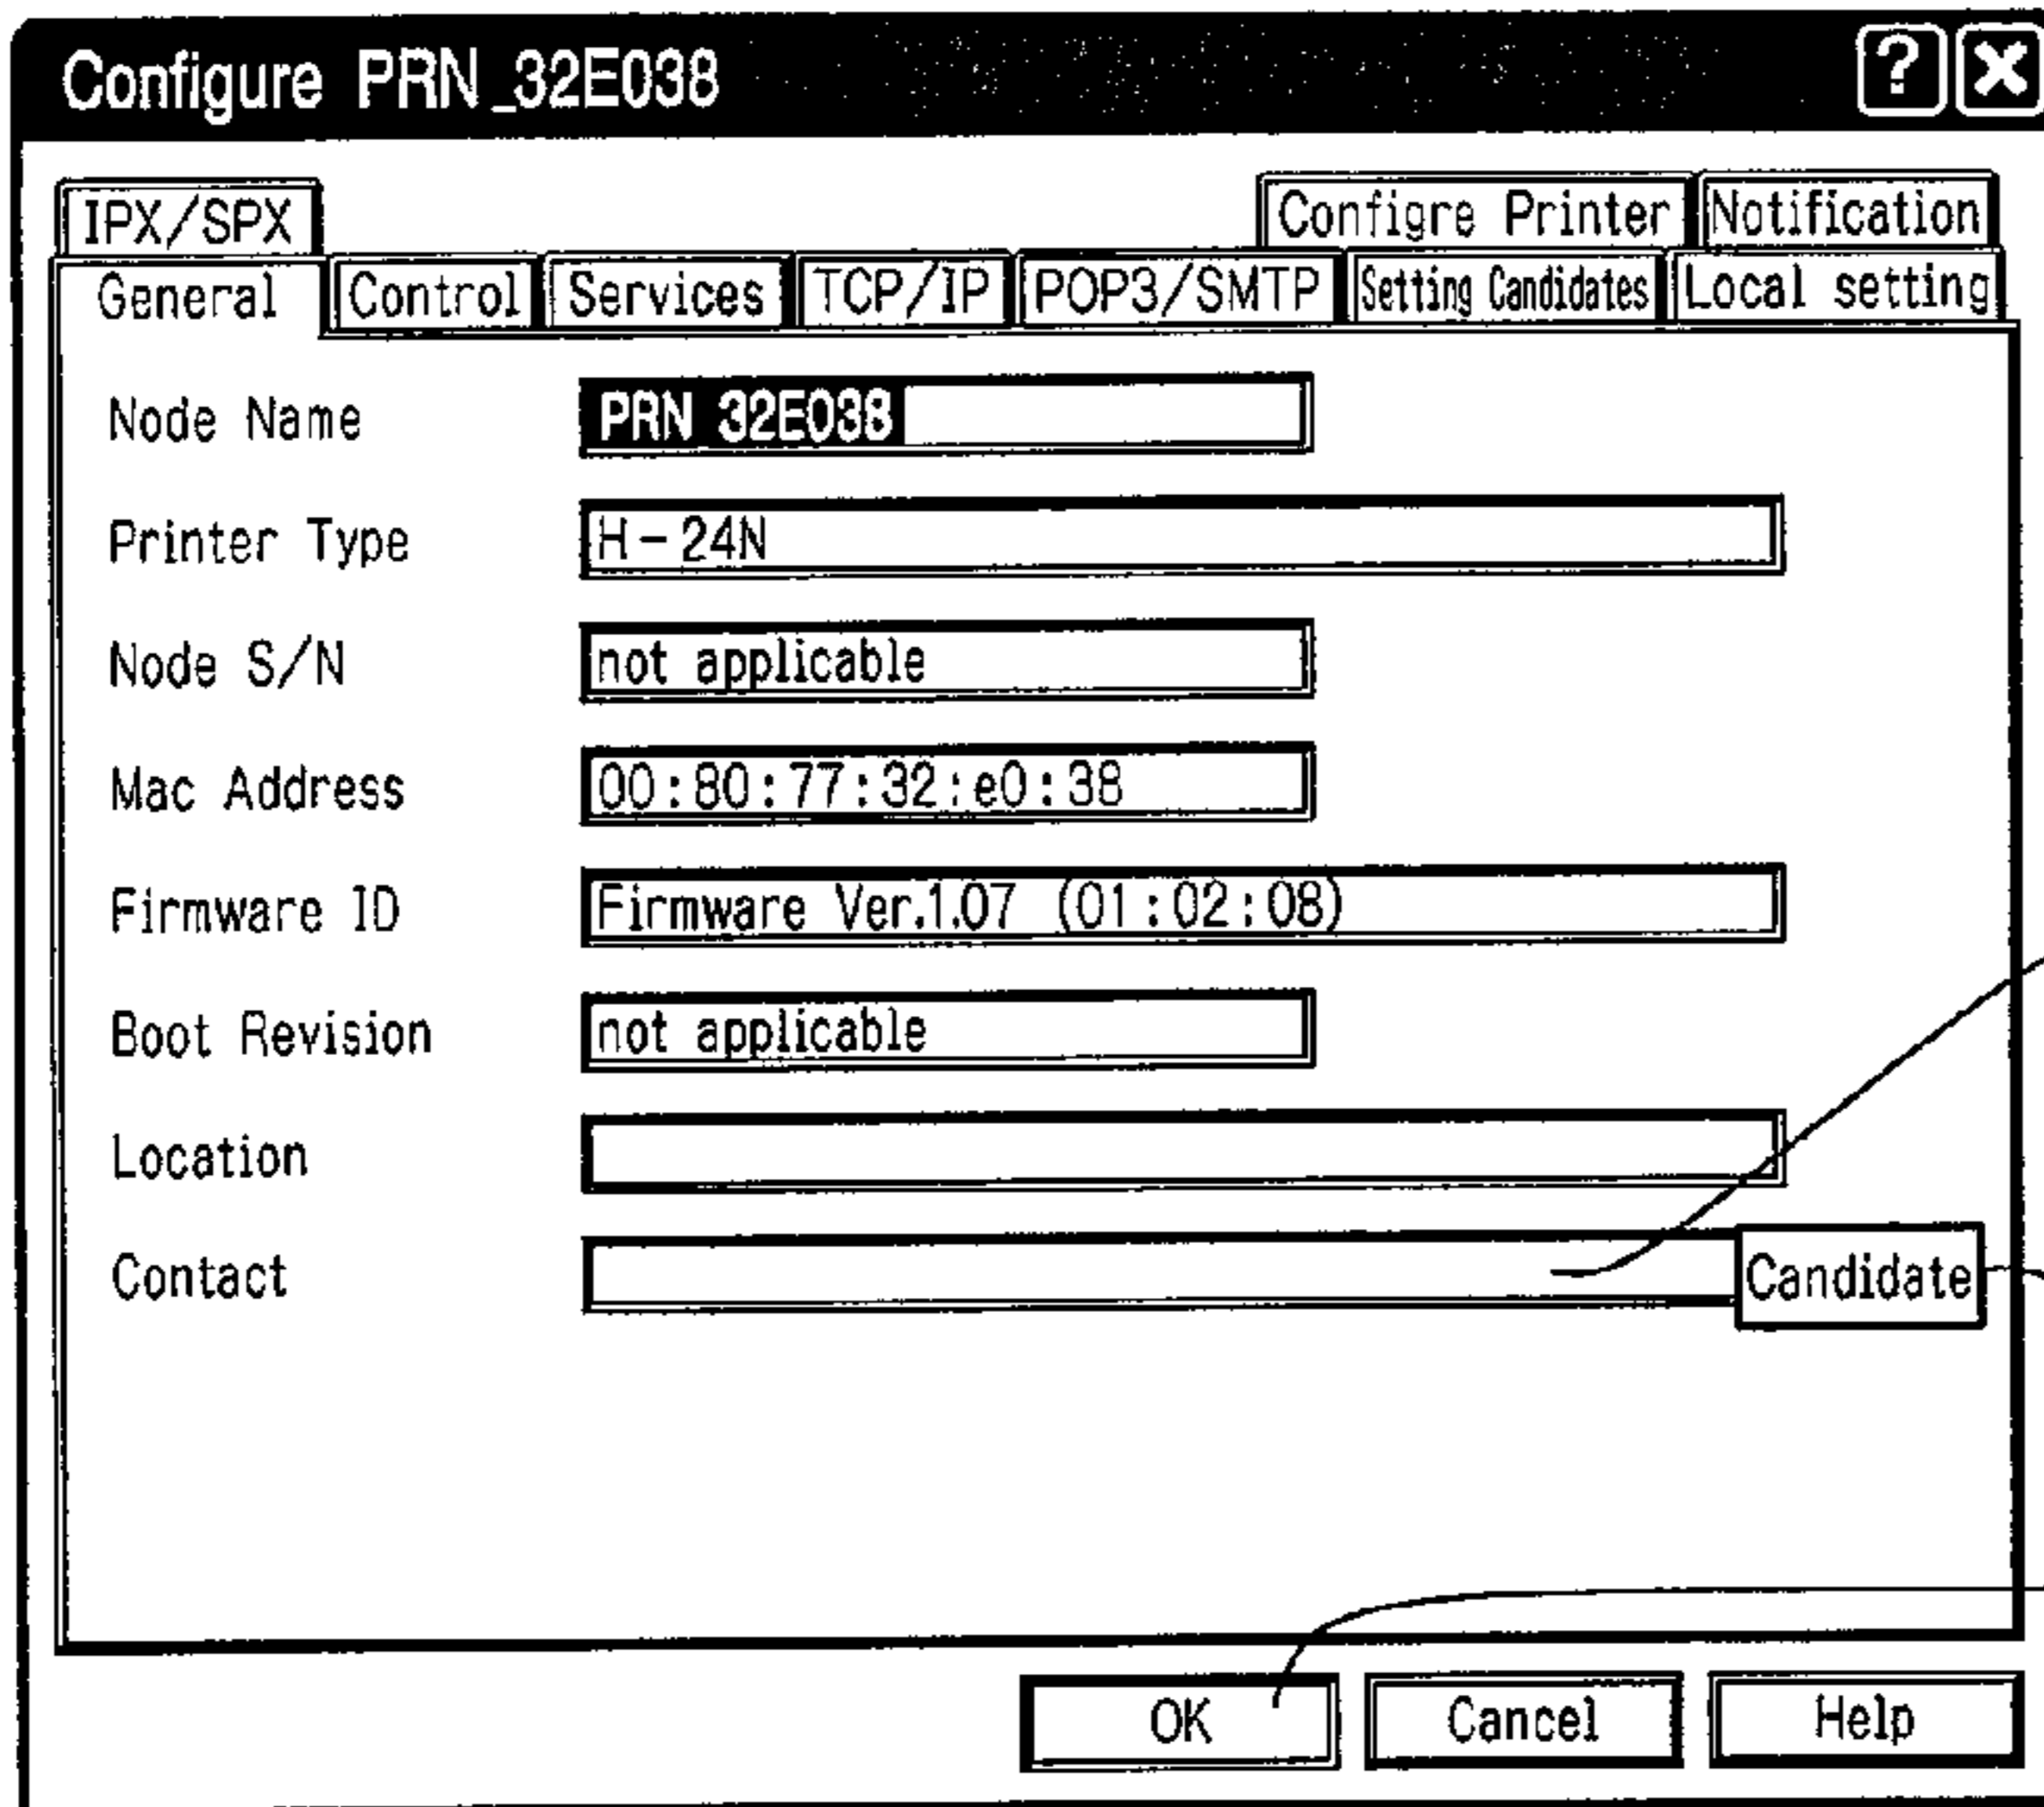 Configure PRN_32E038 ? ×
IPX/SPX Configre Printer Notification
General Control Services TCP/IP POP3/SMTP Setting Candidates Local setting
Node Name PRN 32E038
Printer Type H-24N
Node S/N not applicable
Mac Address 00:80:77:32:e0:38
Firmware ID Firmware Ver.1.07 (01:02:08)
Boot Revision not applicable
Location
Contact Candidate
OK Cancel Help